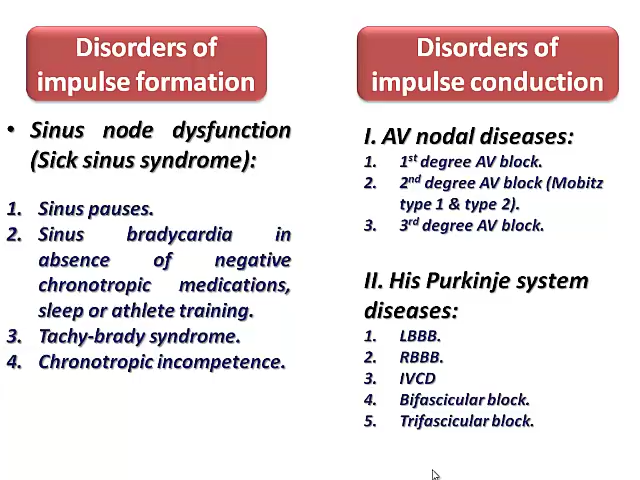 Disorders of
impulse formation
• Sinus node dysfunction
(Sick sinus syndrome):
1. Sinus pauses.
2. Sinus bradycardia in
absence of negative
chronotropic medications,
sleep or athlete training.
3. Tachy-brady syndrome.
4. Chronotropic incompetence.
Disorders of
impulse conduction
I. AV nodal diseases:
1. 1st degree AV block.
2. 2nd degree AV block (Mobitz
type 1 & type 2).
3. 3rd degree AV block.
II. His Purkinje system
diseases:
1. LBBB.
2. RBBB.
3. IVCD
4. Bifascicular block.
5. Trifascicular block.